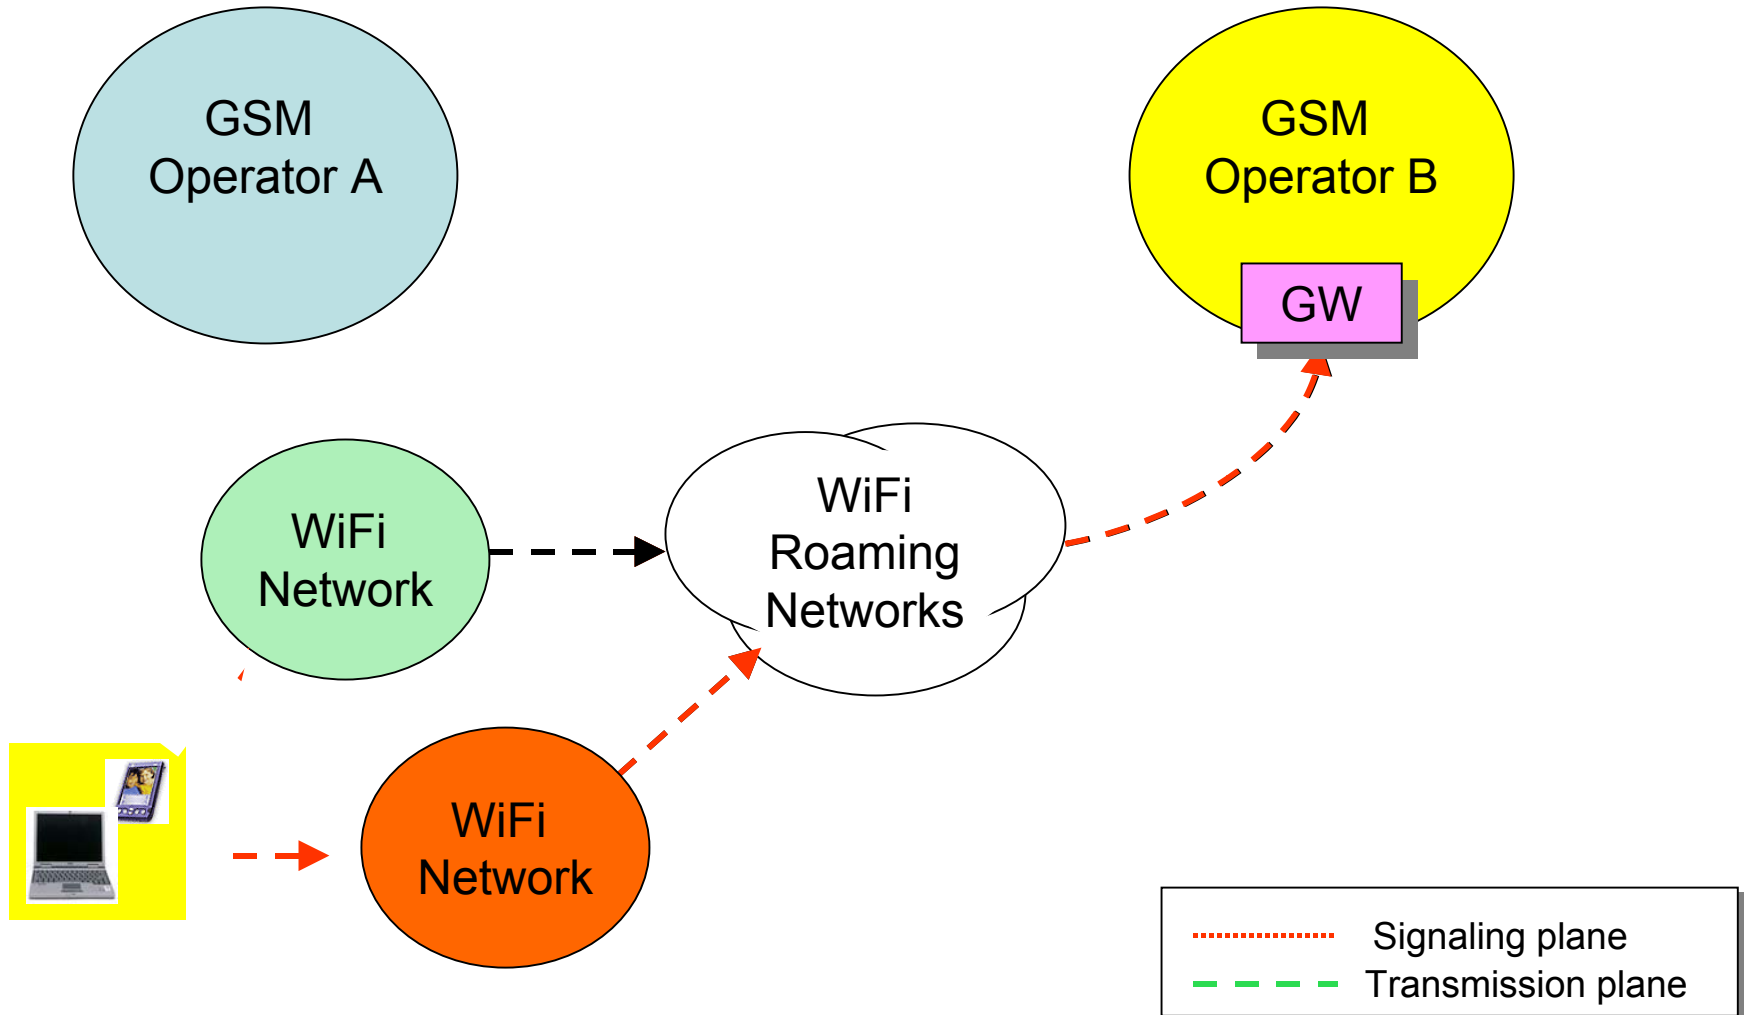 GSM
Operator A
GSM
Operator B
GW
WiFi
Network
WiFi
Roaming
Networks
WiFi
Network
Signaling plane
Transmission plane